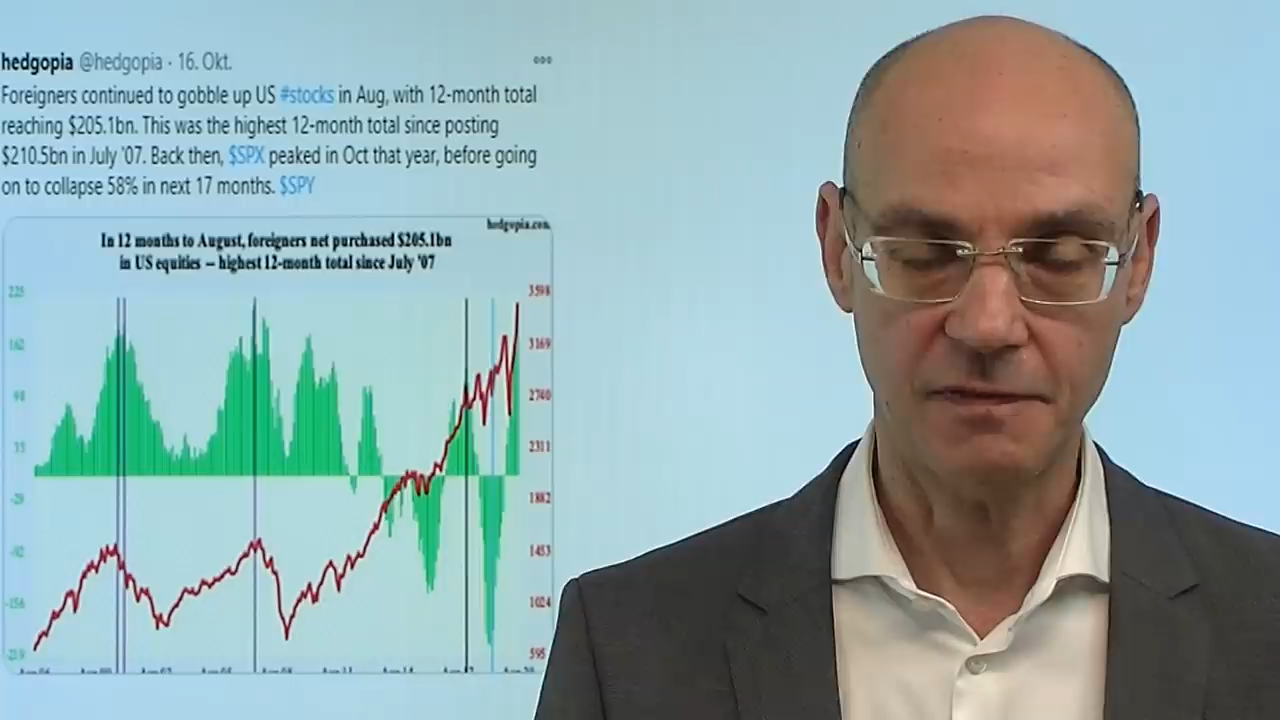 hedgopia @hedgopia · 16. Okt.
Foreigners continued to gobble up US #stocks in Aug, with 12-month total
reaching $205.1bn. This was the highest 12-month total since posting
$210.5bn in July '07. Back then, $SPX peaked in Oct that year, before going
on to collapse 58% in next 17 months. $SPY
hedgopia.com
In 12 months to August, foreigners net purchased $205.1bn
in US equities – highest 12-month total since July '07
225 3598
162 3169
98 2740
35 2311
-29 1882
-92 1453
-156 1024
-219 595